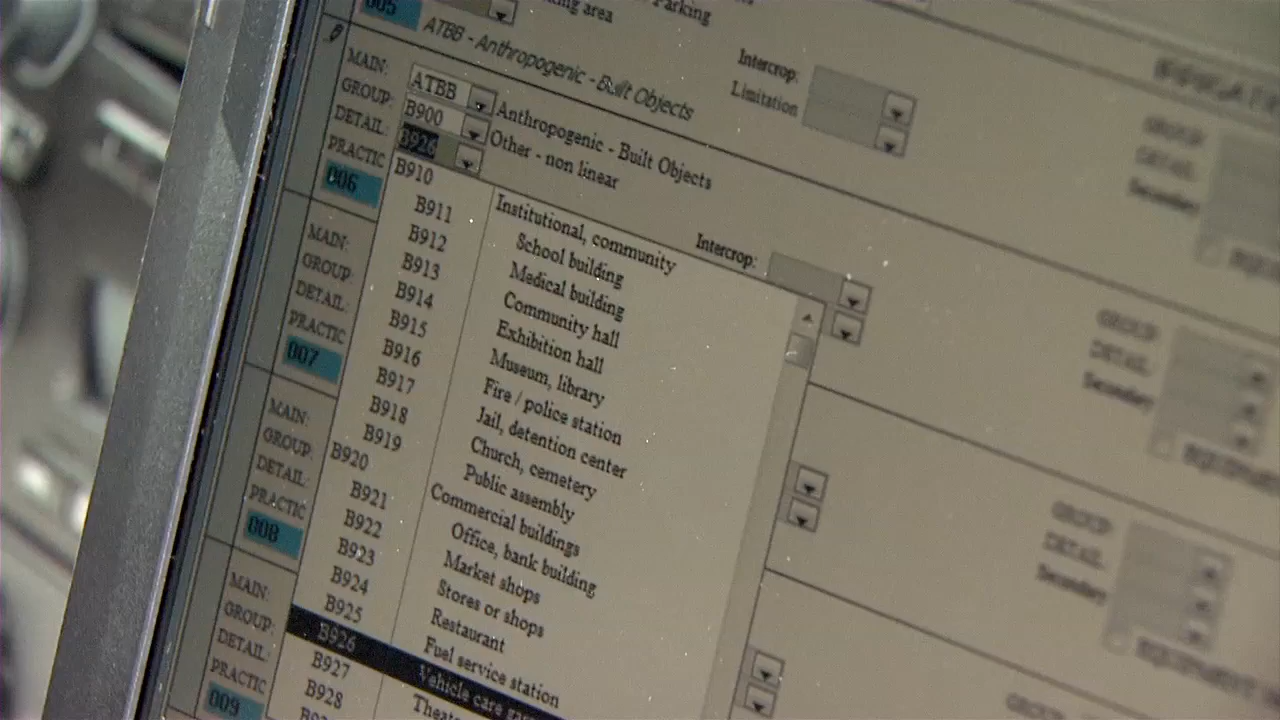 005
ing area
Parking
ATBB - Anthropogenic - Built Objects
Intercrop:
Limitation
MAIN:
ATBB
Anthropogenic - Built Objects
GROUP:
B900
Other - non linear
DETAIL:
B926
PRACTIC
006
B910
Institutional, community
B911 School building
B912 Medical building
B913 Community hall
B914 Exhibition hall
B915 Museum, library
B916 Fire / police station
B917 Jail, detention center
B918 Church, cemetery
B919 Public assembly
B920 Commercial buildings
B921 Office, bank building
B922 Market shops
B923 Stores or shops
B924 Restaurant
B925 Fuel service station
B926 Vehicle care
B927
B928
Intercrop:
MAIN:
GROUP:
DETAIL:
PRACTIC
007
MAIN:
GROUP:
DETAIL:
PRACTIC
008
MAIN:
GROUP:
DETAIL:
PRACTIC
009
GROUP:
DETAIL:
Secondary
GROUP:
DETAIL:
Secondary
GROUP:
DETAIL:
Secondary